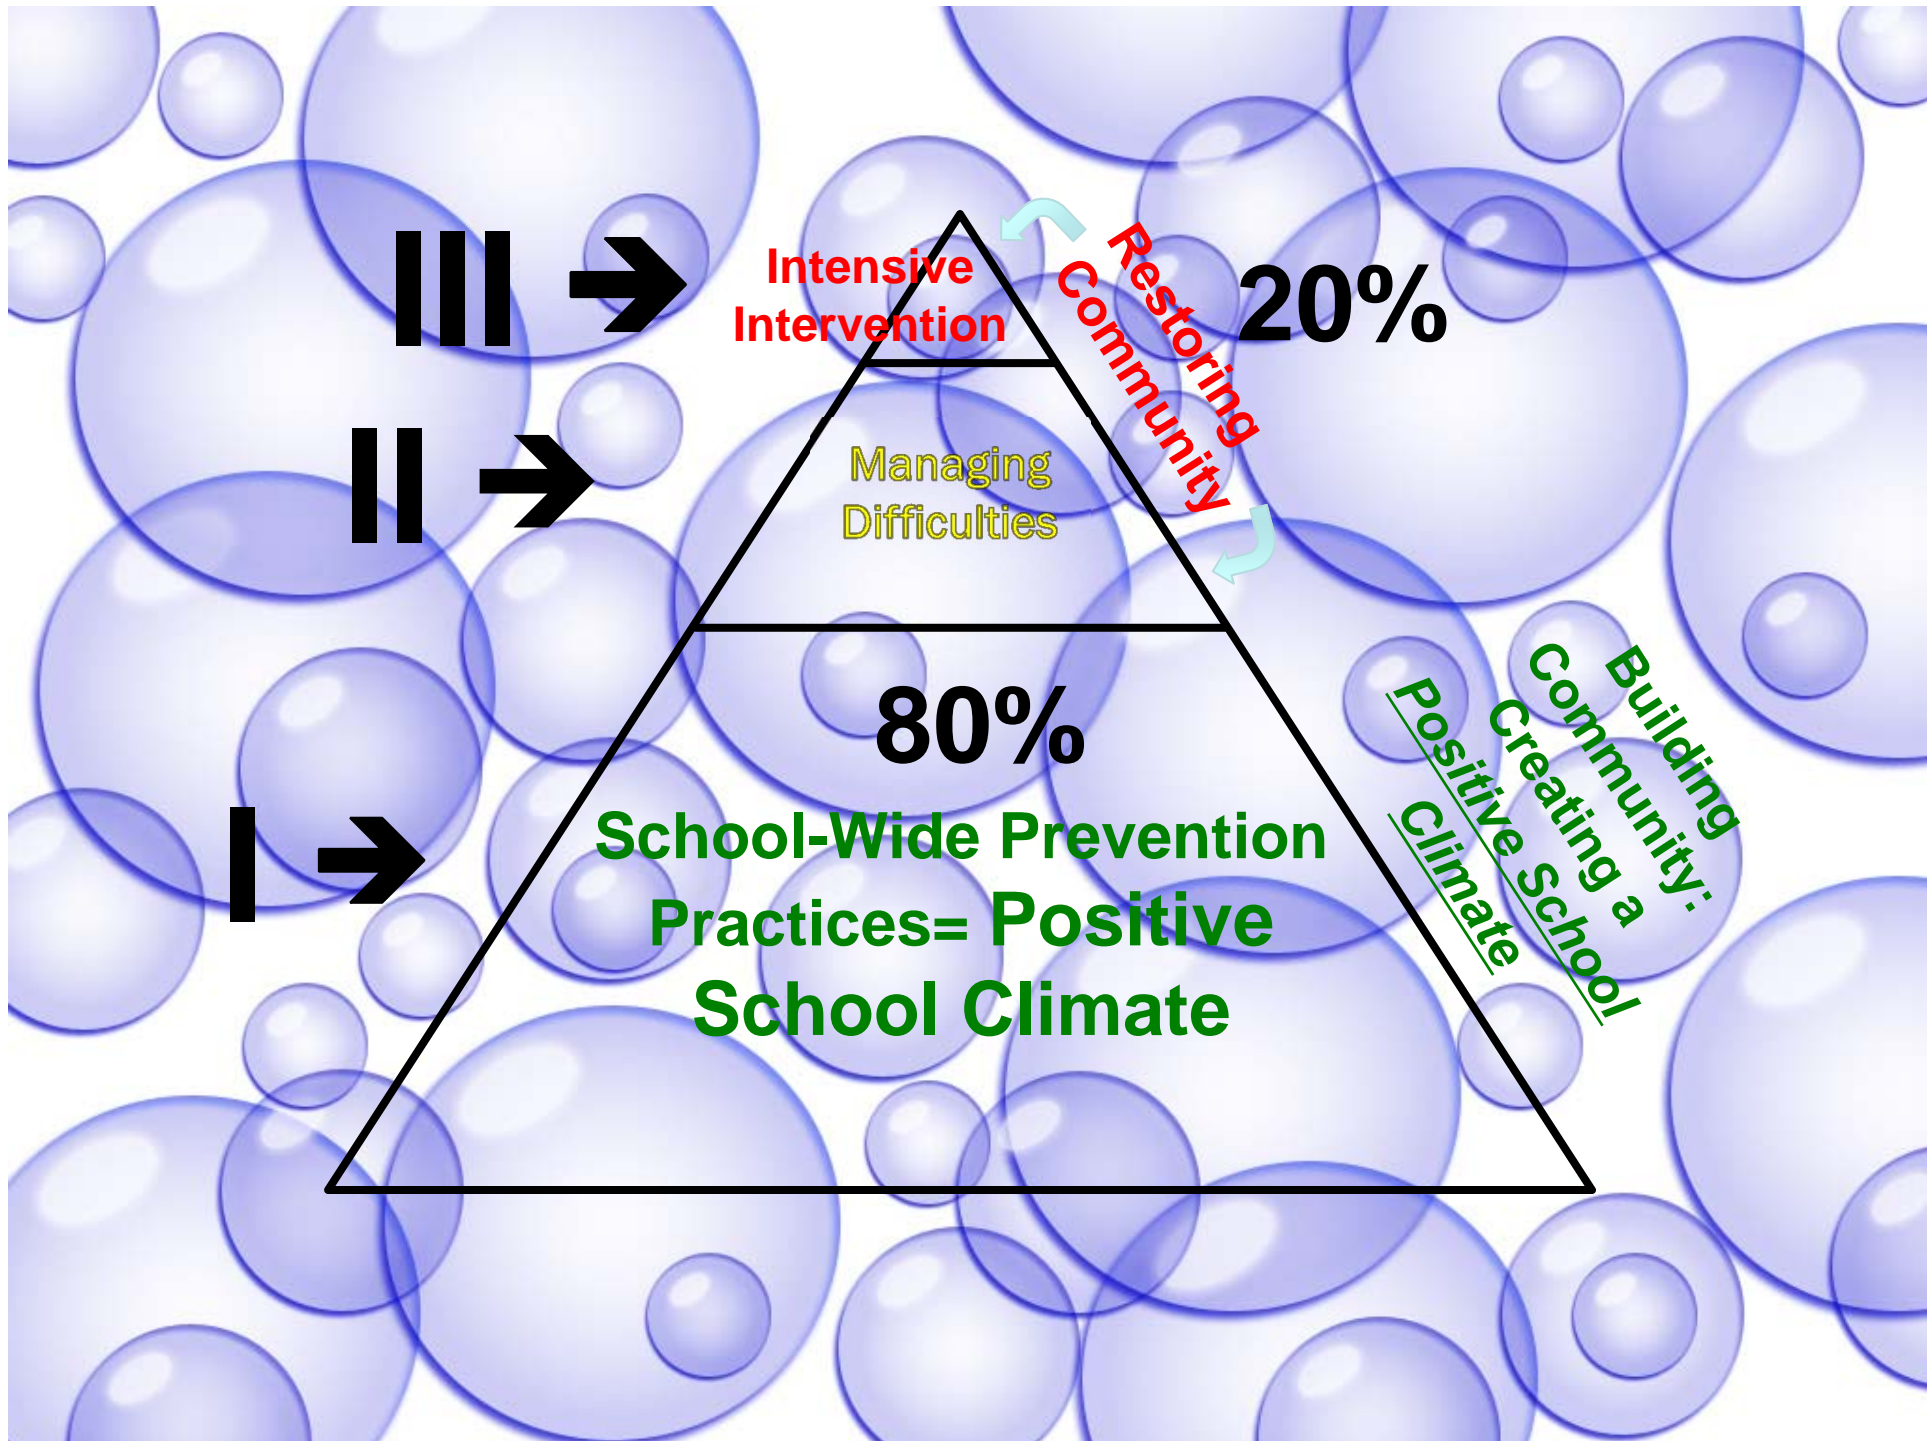 III ➔
Intensive
Intervention
Restoring
Community
20%
II ➔
Managing
Difficulties
80%
I ➔
School-Wide Prevention
Practices= Positive
School Climate
Building
Community:
Creating a
Positive School
Climate